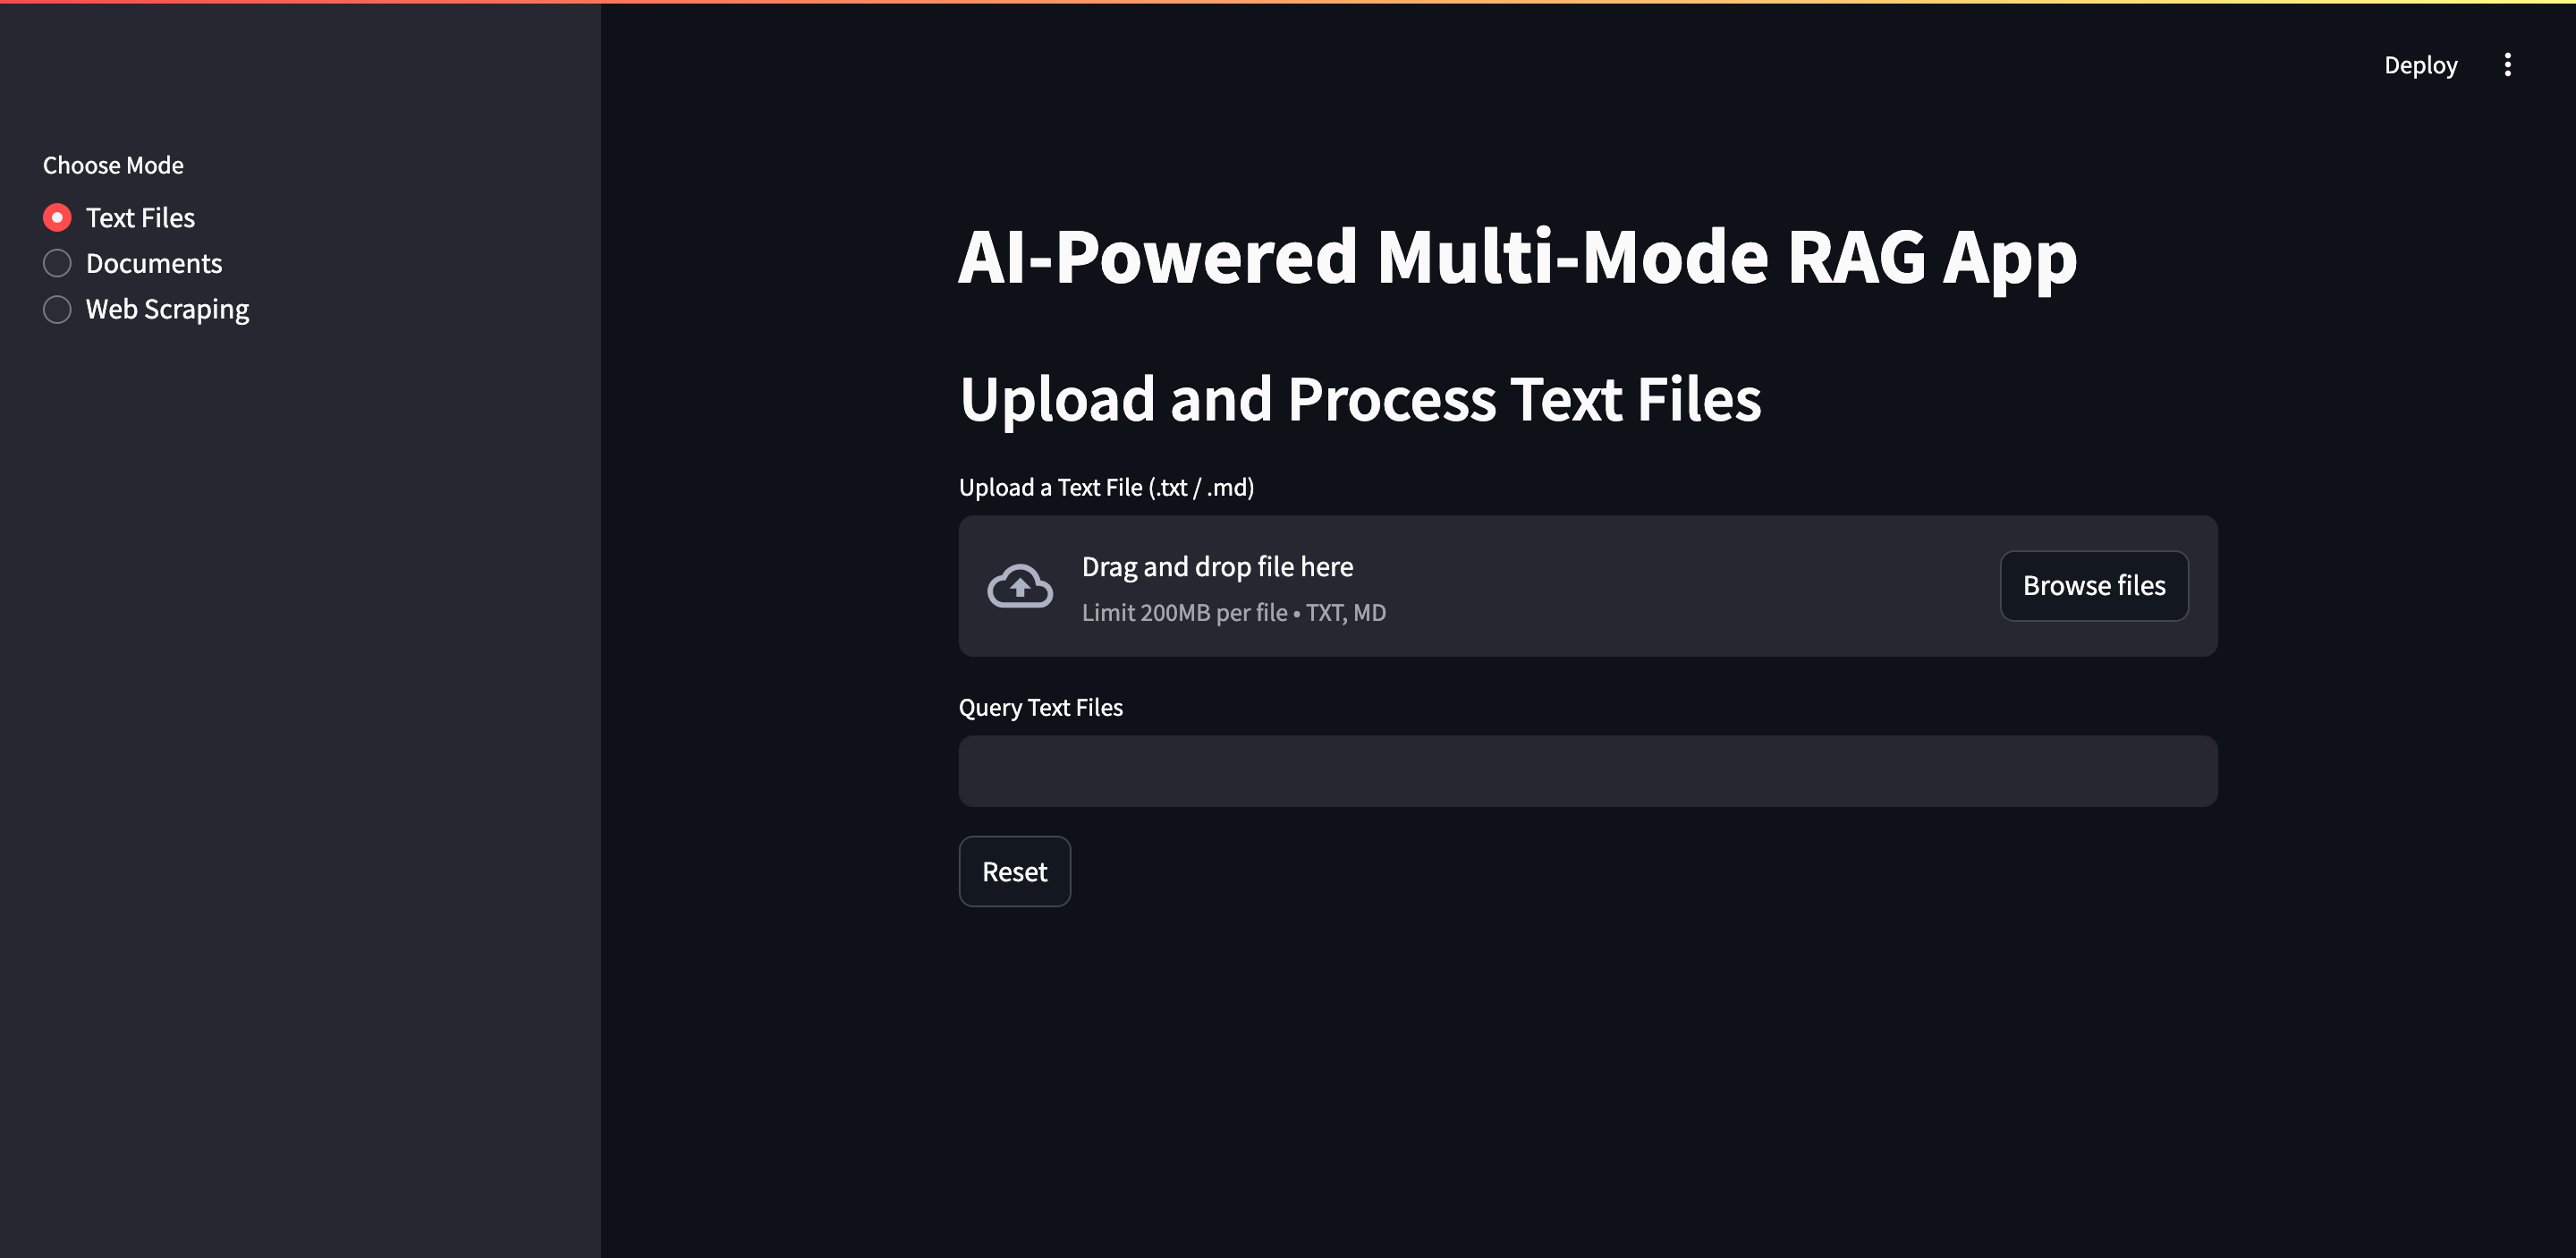 Deploy
Choose Mode
Text Files
Documents
Web Scraping
AI-Powered Multi-Mode RAG App
Upload and Process Text Files
Upload a Text File (.txt / .md)
Drag and drop file here
Limit 200MB per file • TXT, MD
Browse files
Query Text Files
Reset